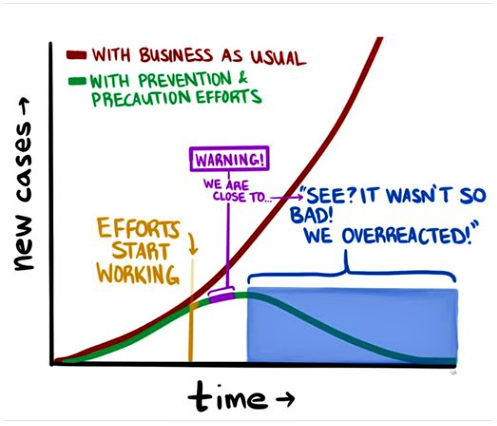 WITH BUSINESS AS USUAL
WITH PREVENTION &
PRECAUTION EFFORTS
new cases→
WARNING!
WE ARE
CLOSE TO...
"SEE? IT WASN'T SO
BAD!
WE OVERREACTED!"
EFFORTS
START
WORKING
time→